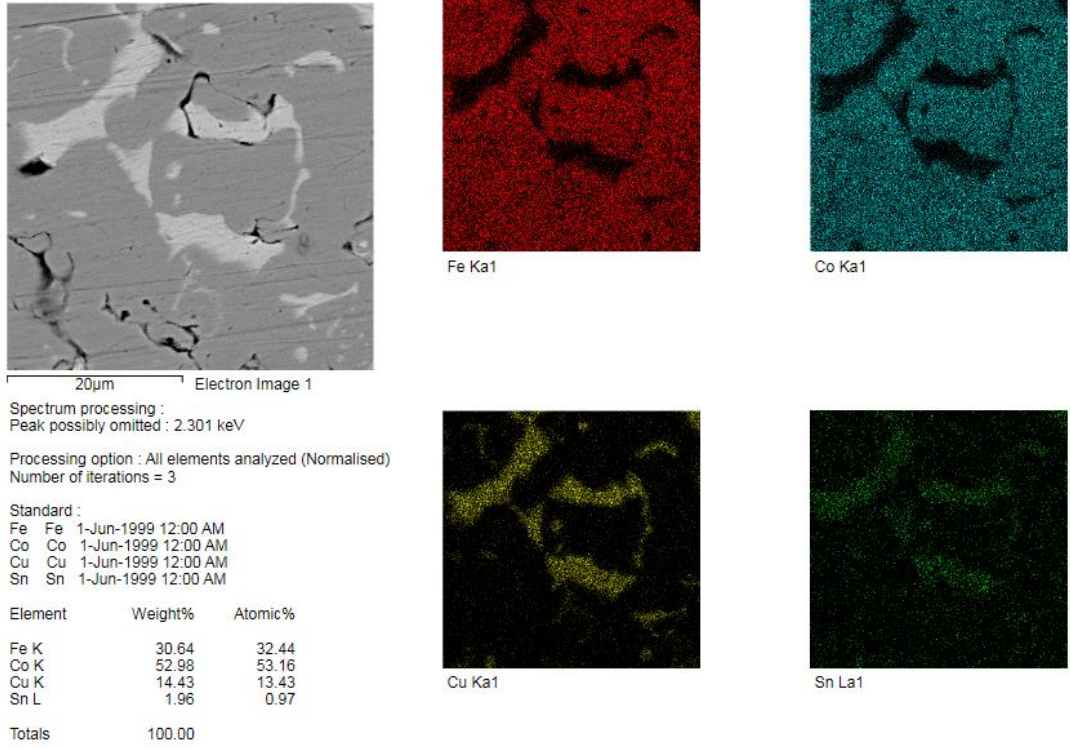 Fe Ka1
Co Ka1
20µm
Electron Image 1
Spectrum processing :
Peak possibly omitted : 2.301 keV
Processing option : All elements analyzed (Normalised)
Number of iterations = 3
Standard :
Fe Fe 1-Jun-1999 12:00 AM
Co Co 1-Jun-1999 12:00 AM
Cu Cu 1-Jun-1999 12:00 AM
Sn Sn 1-Jun-1999 12:00 AM
Element Weight% Atomic%
Fe K 30.64 32.44
Co K 52.98 53.16
Cu K 14.43 13.43
Sn L 1.96 0.97
Totals 100.00
Cu Ka1
Sn La1